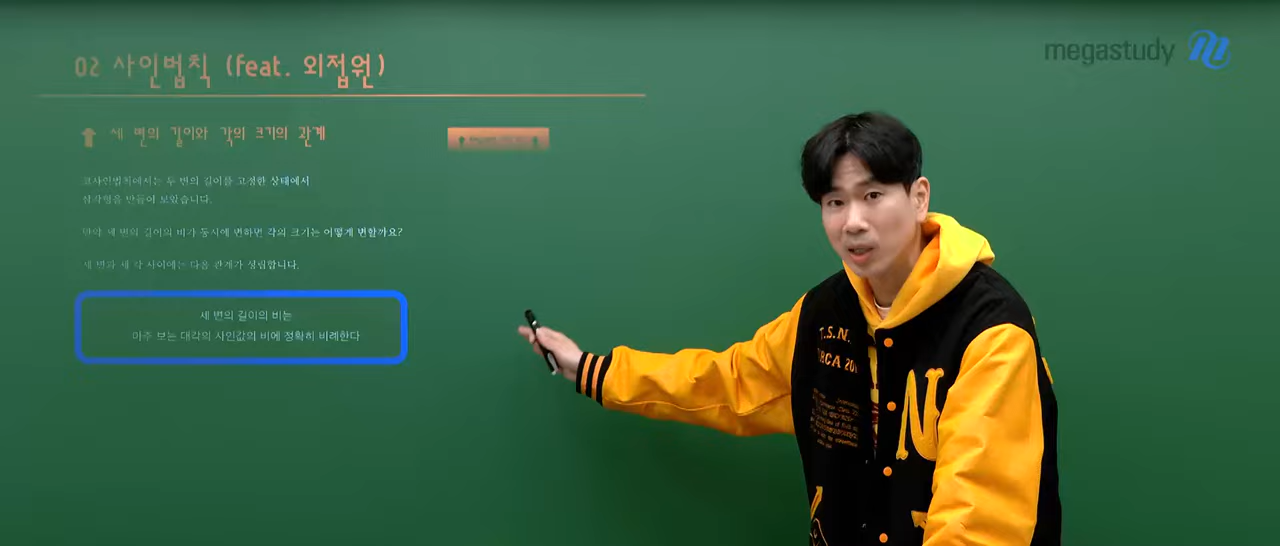 02 사인법칙 (feat. 외접원)
megastudy
세 변의 길이와 각의 크기의 관계
코사인법칙에서는 두 변의 길이를 고정한 상태에서
삼각형을 만들어 보았습니다.
만약 세 변의 길이의 비가 동시에 변하면 각의 크기는 어떻게 변할까요?
세 변과 세 각 사이에는 다음 관계가 성립합니다.
세 변의 길이의 비는
마주 보는 대각의 사인값의 비에 정확히 비례한다
T.S.N.
N